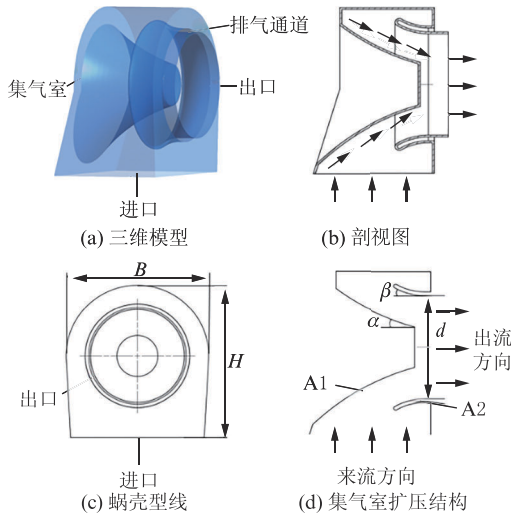 排气通道
集气室
出口
进口
(a) 三维模型
(b) 剖视图
B
H
出口
进口
(c) 蜗壳型线
β
α
d
出流
方向
A1
A2
来流方向
(d) 集气室扩压结构